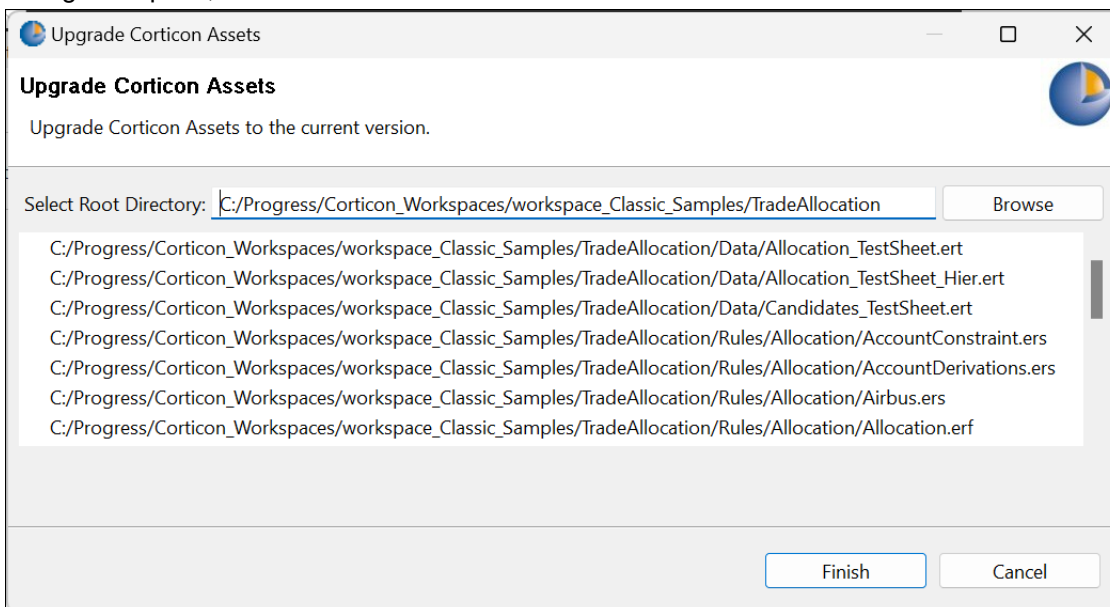 Upgrade Corticon Assets
Upgrade Corticon Assets
Upgrade Corticon Assets to the current version.
Select Root Directory: C:/Progress/Corticon_Workspaces/workspace_Classic_Samples/TradeAllocation Browse
C:/Progress/Corticon_Workspaces/workspace_Classic_Samples/TradeAllocation/Data/Allocation_TestSheet.ert
C:/Progress/Corticon_Workspaces/workspace_Classic_Samples/TradeAllocation/Data/Allocation_TestSheet_Hier.ert
C:/Progress/Corticon_Workspaces/workspace_Classic_Samples/TradeAllocation/Data/Candidates_TestSheet.ert
C:/Progress/Corticon_Workspaces/workspace_Classic_Samples/TradeAllocation/Rules/Allocation/AccountConstraint.ers
C:/Progress/Corticon_Workspaces/workspace_Classic_Samples/TradeAllocation/Rules/Allocation/AccountDerivations.ers
C:/Progress/Corticon_Workspaces/workspace_Classic_Samples/TradeAllocation/Rules/Allocation/Airbus.ers
C:/Progress/Corticon_Workspaces/workspace_Classic_Samples/TradeAllocation/Rules/Allocation/Allocation.erf
Finish Cancel